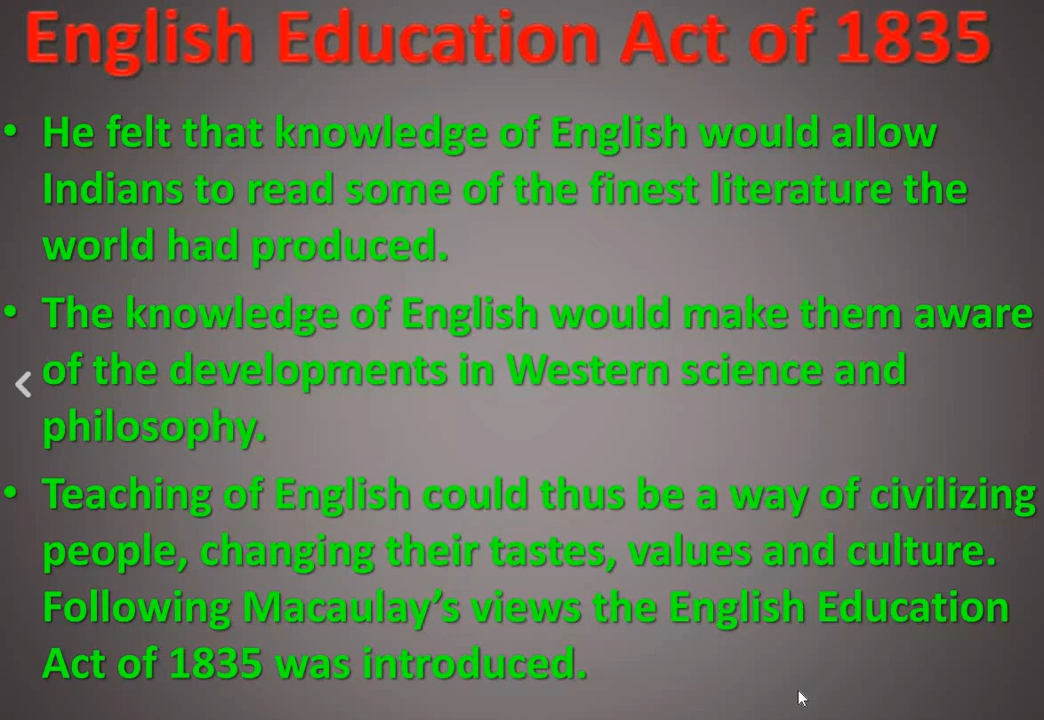 English Education Act of 1835
• He felt that knowledge of English would allow
Indians to read some of the finest literature the
world had produced.
• The knowledge of English would make them aware
of the developments in Western science and
philosophy.
• Teaching of English could thus be a way of civilizing
people, changing their tastes, values and culture.
Following Macaulay’s views the English Education
Act of 1835 was introduced.